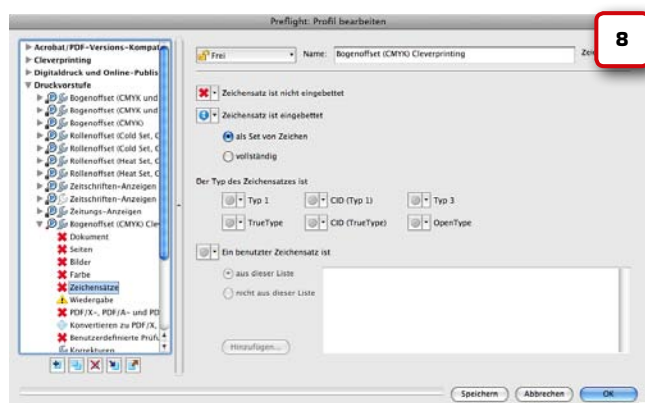 Preflight: Profil bearbeiten
8
Acrobat/PDF-Versions-Kompat
Cleverprinting
Digitaldruck und Online-Publis
Druckvorstufe
Bogenoffset (CMYK und
Bogenoffset (CMYK und
Bogenoffset (CMYK)
Rollenoffset (Cold Set, C
Rollenoffset (Cold Set, C
Rollenoffset (Heat Set, C
Rollenoffset (Heat Set, C
Zeitschriften-Anzeigen
Zeitschriften-Anzeigen
Zeitungs-Anzeigen
Bogenoffset (CMYK) Cle
Dokument
Seiten
Bilder
Farbe
Zeichensätze
Wiedergabe
PDF/X-, PDF/A- und PD
Konvertieren zu PDF/X,
Benutzerdefinierte Prüf
Korrekturen
Frei
Name: Bogenoffset (CMYK) Cleverprinting
Zeichensatz ist nicht eingebettet
Zeichensatz ist eingebettet
als Set von Zeichen
vollständig
Der Typ des Zeichensatzes ist
Typ 1 CID (Typ 1) Typ 3
TrueType CID (TrueType) OpenType
Ein benutzter Zeichensatz ist
aus dieser Liste
nicht aus dieser Liste
Hinzufügen...
Speichern Abbrechen OK